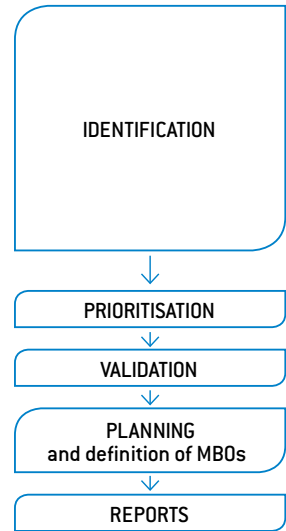 IDENTIFICATION
PRIORITISATION
VALIDATION
PLANNING
and definition of MBOs
REPORTS